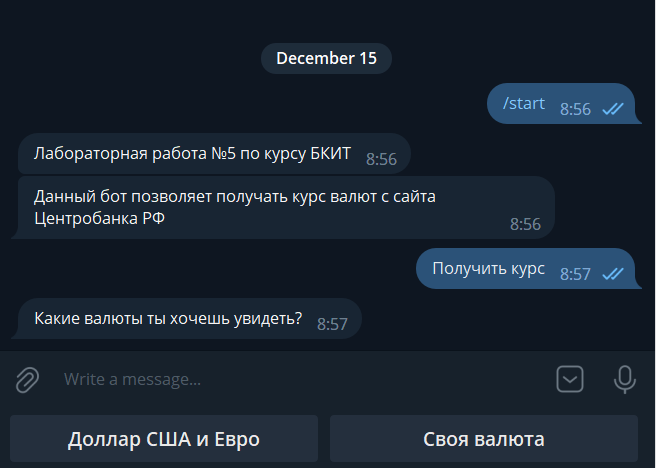 December 15
/start 8:56
Лабораторная работа №5 по курсу БКИТ 8:56
Данный бот позволяет получать курс валют с сайта
Центробанка РФ 8:56
Получить курс 8:57
Какие валюты ты хочешь увидеть? 8:57
Write a message...
Доллар США и Евро
Своя валюта